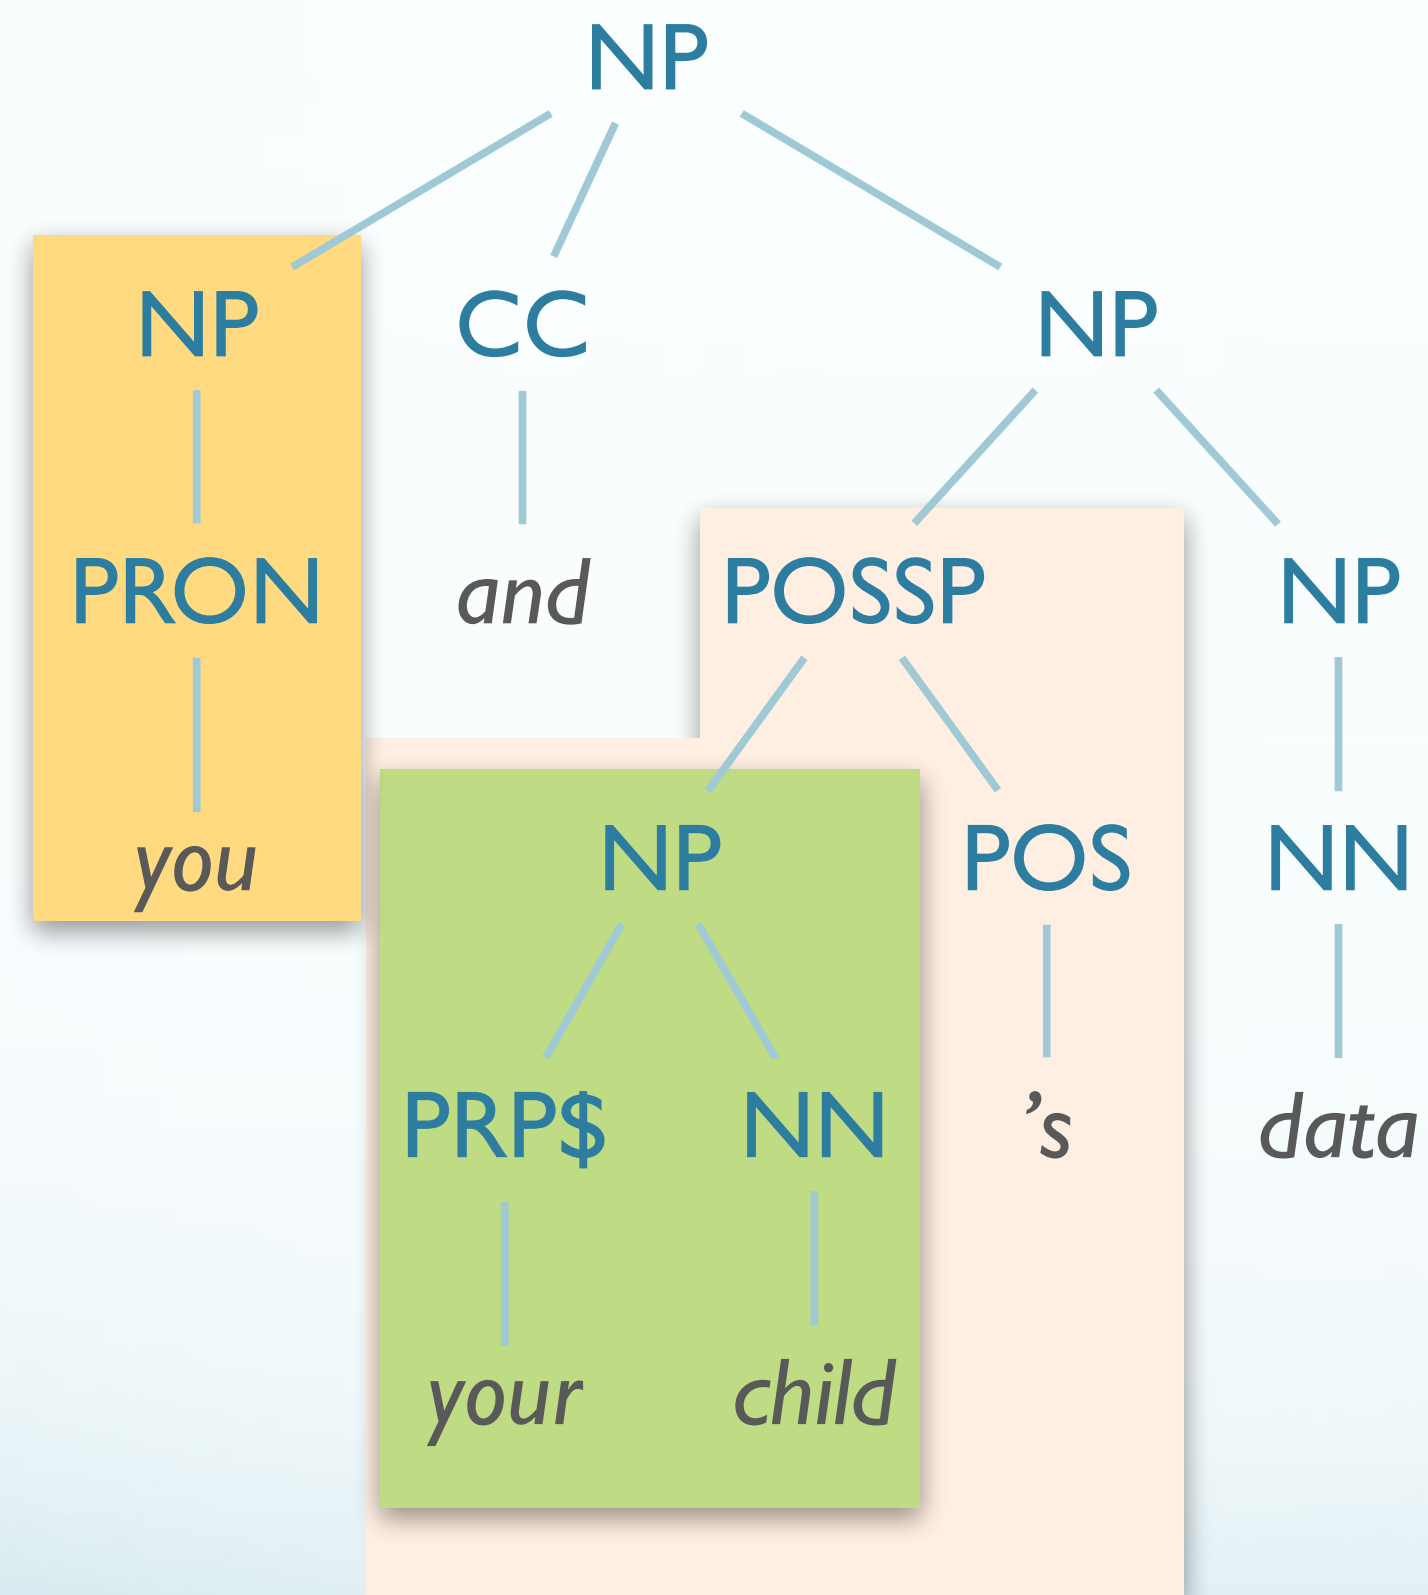 NP
NP CC NP
PRON and POSSP NP
you NP POS NN
PRP$ NN ’s data
your child